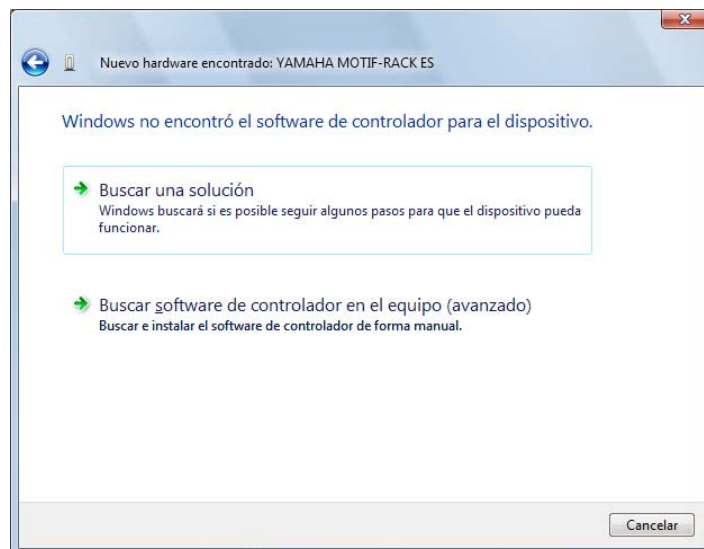 Nuevo hardware encontrado: YAMAHA MOTIF-RACK ES
Windows no encontró el software de controlador para el dispositivo.
Buscar una solución
Windows buscará si es posible seguir algunos pasos para que el dispositivo pueda
funcionar.
Buscar software de controlador en el equipo (avanzado)
Buscar e instalar el software de controlador de forma manual.
Cancelar